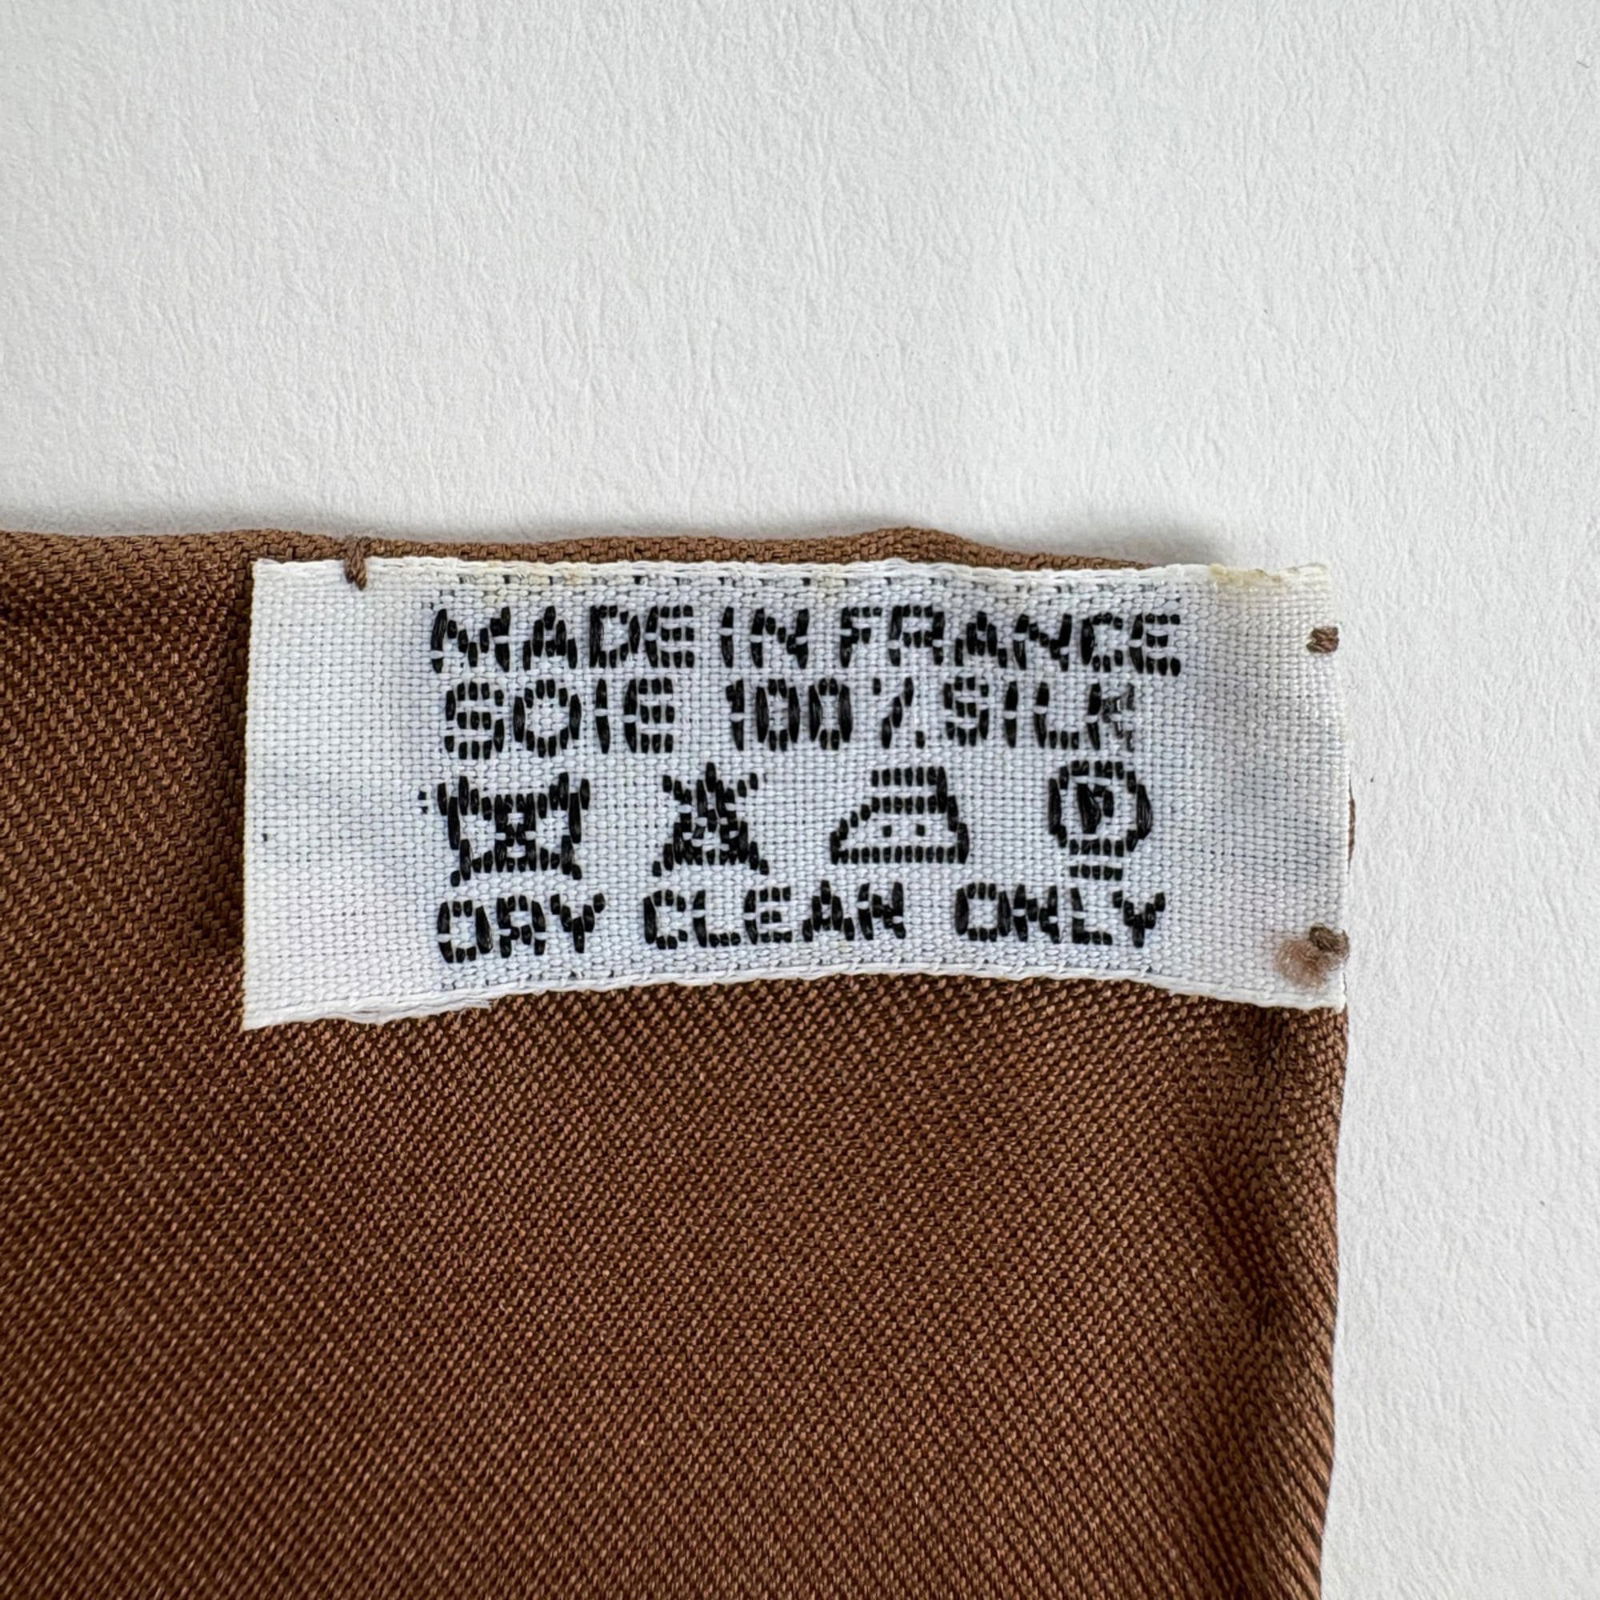 MADE IN FRANCE
SOIE 100% SILK
P
DRY CLEAN ONLY